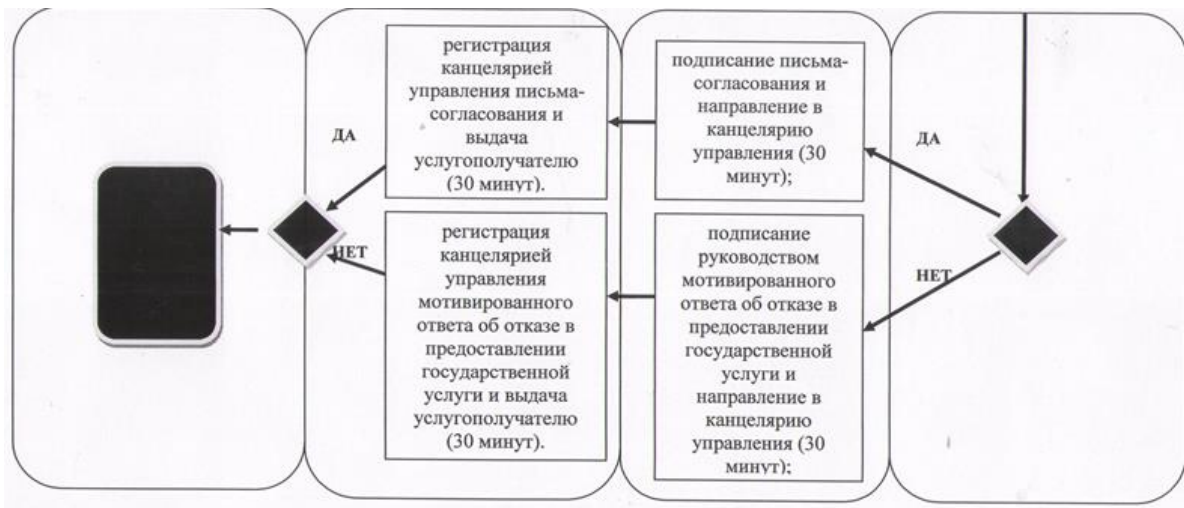 регистрация
канцелярией
управления письма-
согласования и
выдача
услугополучателю
(30 минут).
подписание письма-
согласования и
направление в
канцелярию
управления (30
минут);
ДА
ДА
НЕТ
НЕТ
регистрация
канцелярией
управления
мотивированного
ответа об отказе в
предоставлении
государственной
услуги и выдача
услугополучателю
(30 минут).
подписание
руководством
мотивированного
ответа об отказе в
предоставлении
государственной
услуги и
направление в
канцелярию
управления (30
минут);